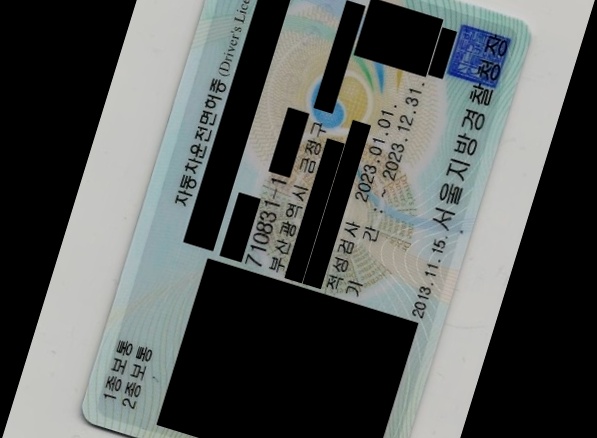 자동차운전면허증 (Driver's Lice
1종보통
2종보통
710831-1
부산광역시 금정구
적성검사 2023.01.01.
기 간 : ~ 2023.12.31.
2013.11.15. 서울지방경찰청장